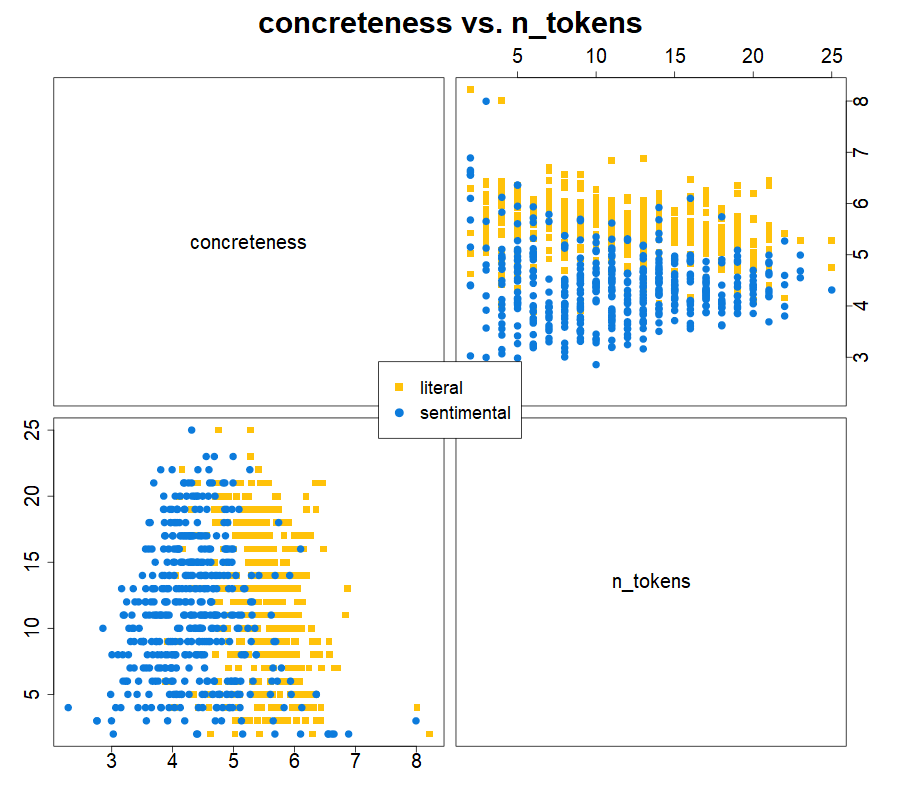 concreteness vs. n_tokens
5 10 15 20 25
concreteness
8
7
6
5
4
3
literal
sentimental
25
20
15
10
5
n_tokens
3 4 5 6 7 8